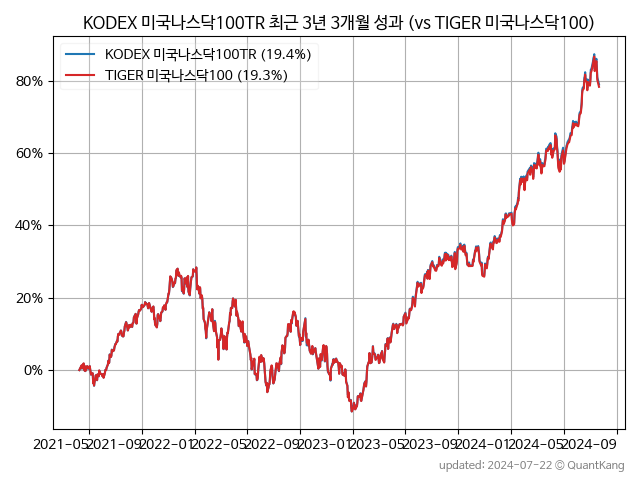 KODEX 미국나스닥100TR 최근 3년 3개월 성과 (vs TIGER 미국나스닥100)
KODEX 미국나스닥100TR (19.4%)
TIGER 미국나스닥100 (19.3%)
80%
60%
40%
20%
0%
2021-05 2021-09 2022-01 2022-05 2022-09 2023-01 2023-05 2023-09 2024-01 2024-05 2024-09
updated: 2024-07-22 © QuantKang